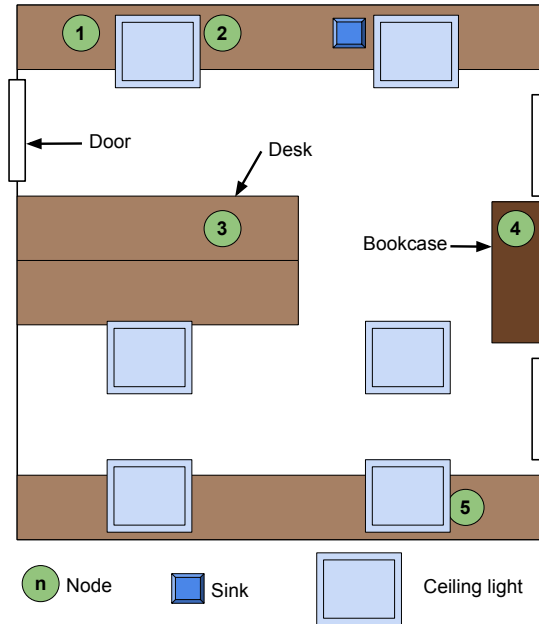 1
2
Door
Desk
3
4
Bookcase
5
n
Node
Sink
Ceiling light